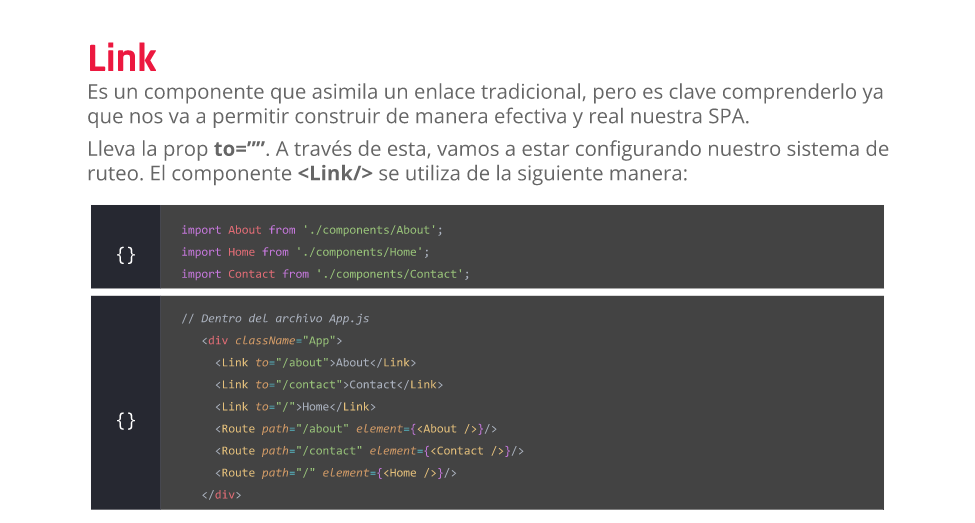 Link
Es un componente que asimila un enlace tradicional, pero es clave comprenderlo ya
que nos va a permitir construir de manera efectiva y real nuestra SPA.
Lleva la prop to=””. A través de esta, vamos a estar configurando nuestro sistema de
ruteo. El componente <Link/> se utiliza de la siguiente manera:
{}
import About from './components/About';
import Home from './components/Home';
import Contact from './components/Contact';
{}
// Dentro del archivo App.js
<div className="App">
<Link to="/about">About</Link>
<Link to="/contact">Contact</Link>
<Link to="/">Home</Link>
<Route path="/about" element={<About />}/>
<Route path="/contact" element={<Contact />}/>
<Route path="/" element={<Home />}/>
</div>